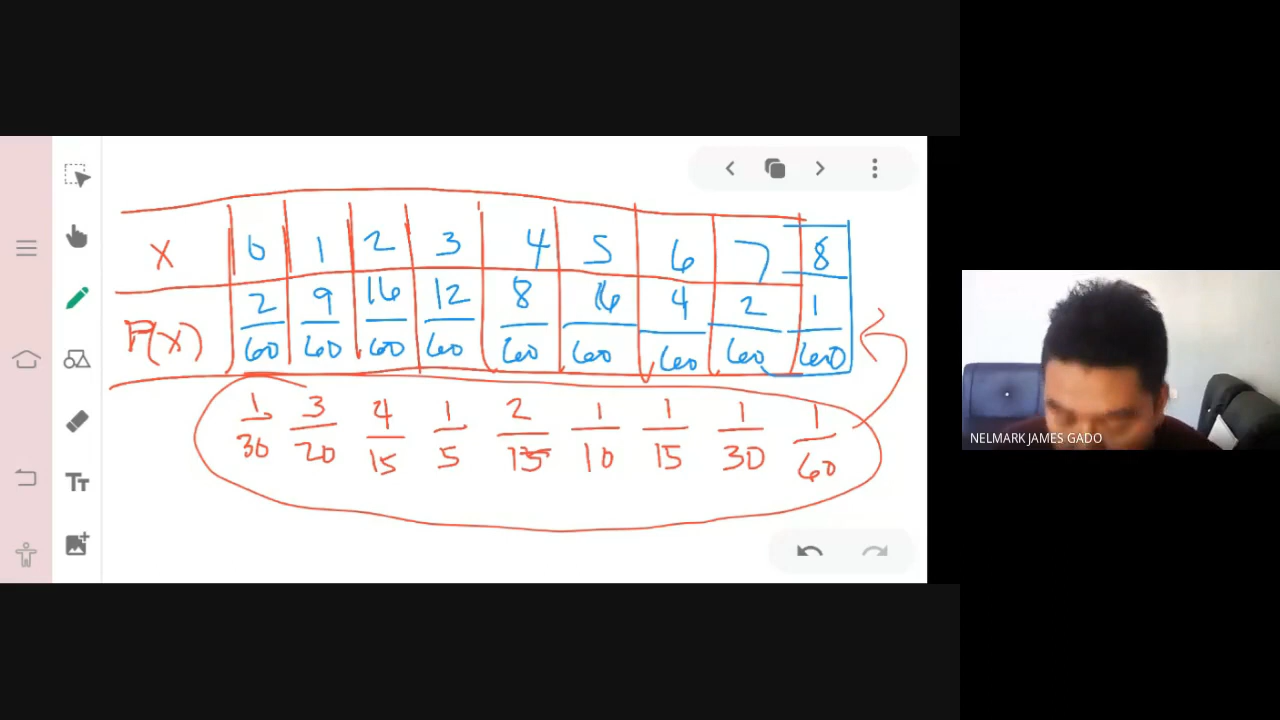 X 0 1 2 3 4 5 6 7 8
P(X) 2/60 9/60 16/60 12/60 8/60 16/60 4/60 2/60 1/60
1/30 3/20 4/15 1/5 2/15 1/10 1/15 1/30 1/60
TT
NELMARK JAMES GADO